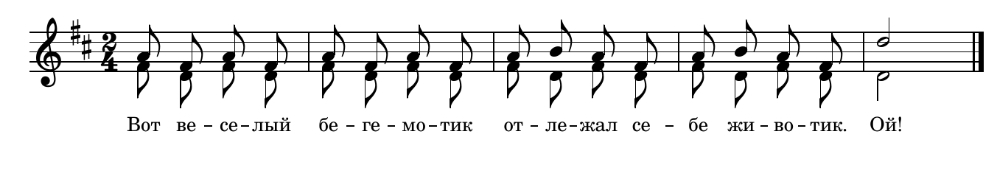 Вот ве – се – лый бе – ге – мо – тик от – ле – жал се – бе жи – во – тик. Ой!